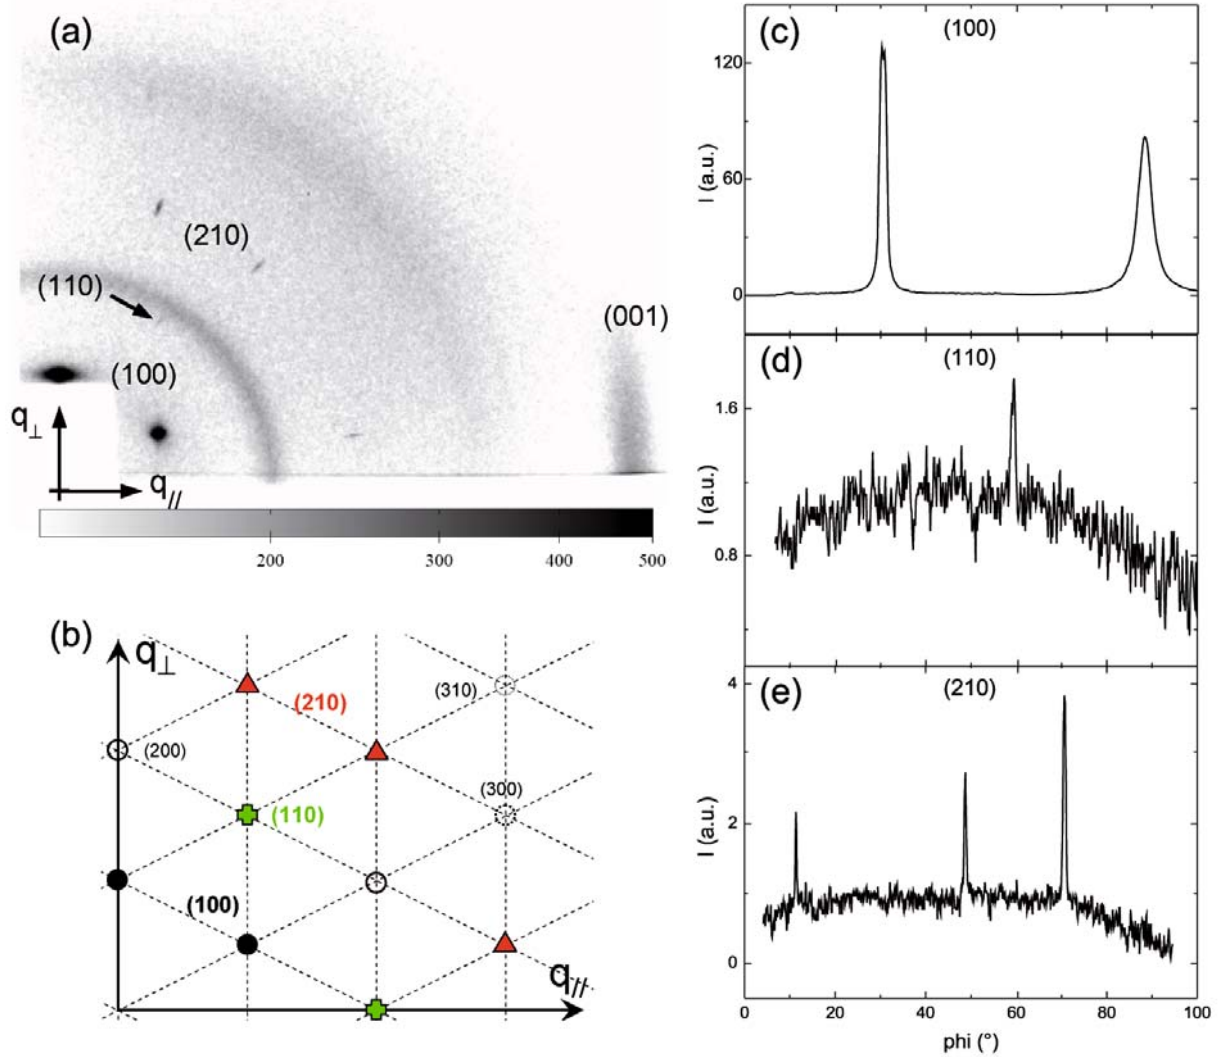 (a)
(210)
(110)
(001)
(100)
q⊥
q//
200 300 400 500
(b)
q⊥
(210)
(310)
(200)
(300)
(110)
(100)
q//
(c)
(100)
120
60
0
I (a.u.)
(d)
(110)
1.6
0.8
I (a.u.)
(e)
(210)
4
2
0
I (a.u.)
0 20 40 60 80 100
phi (°)